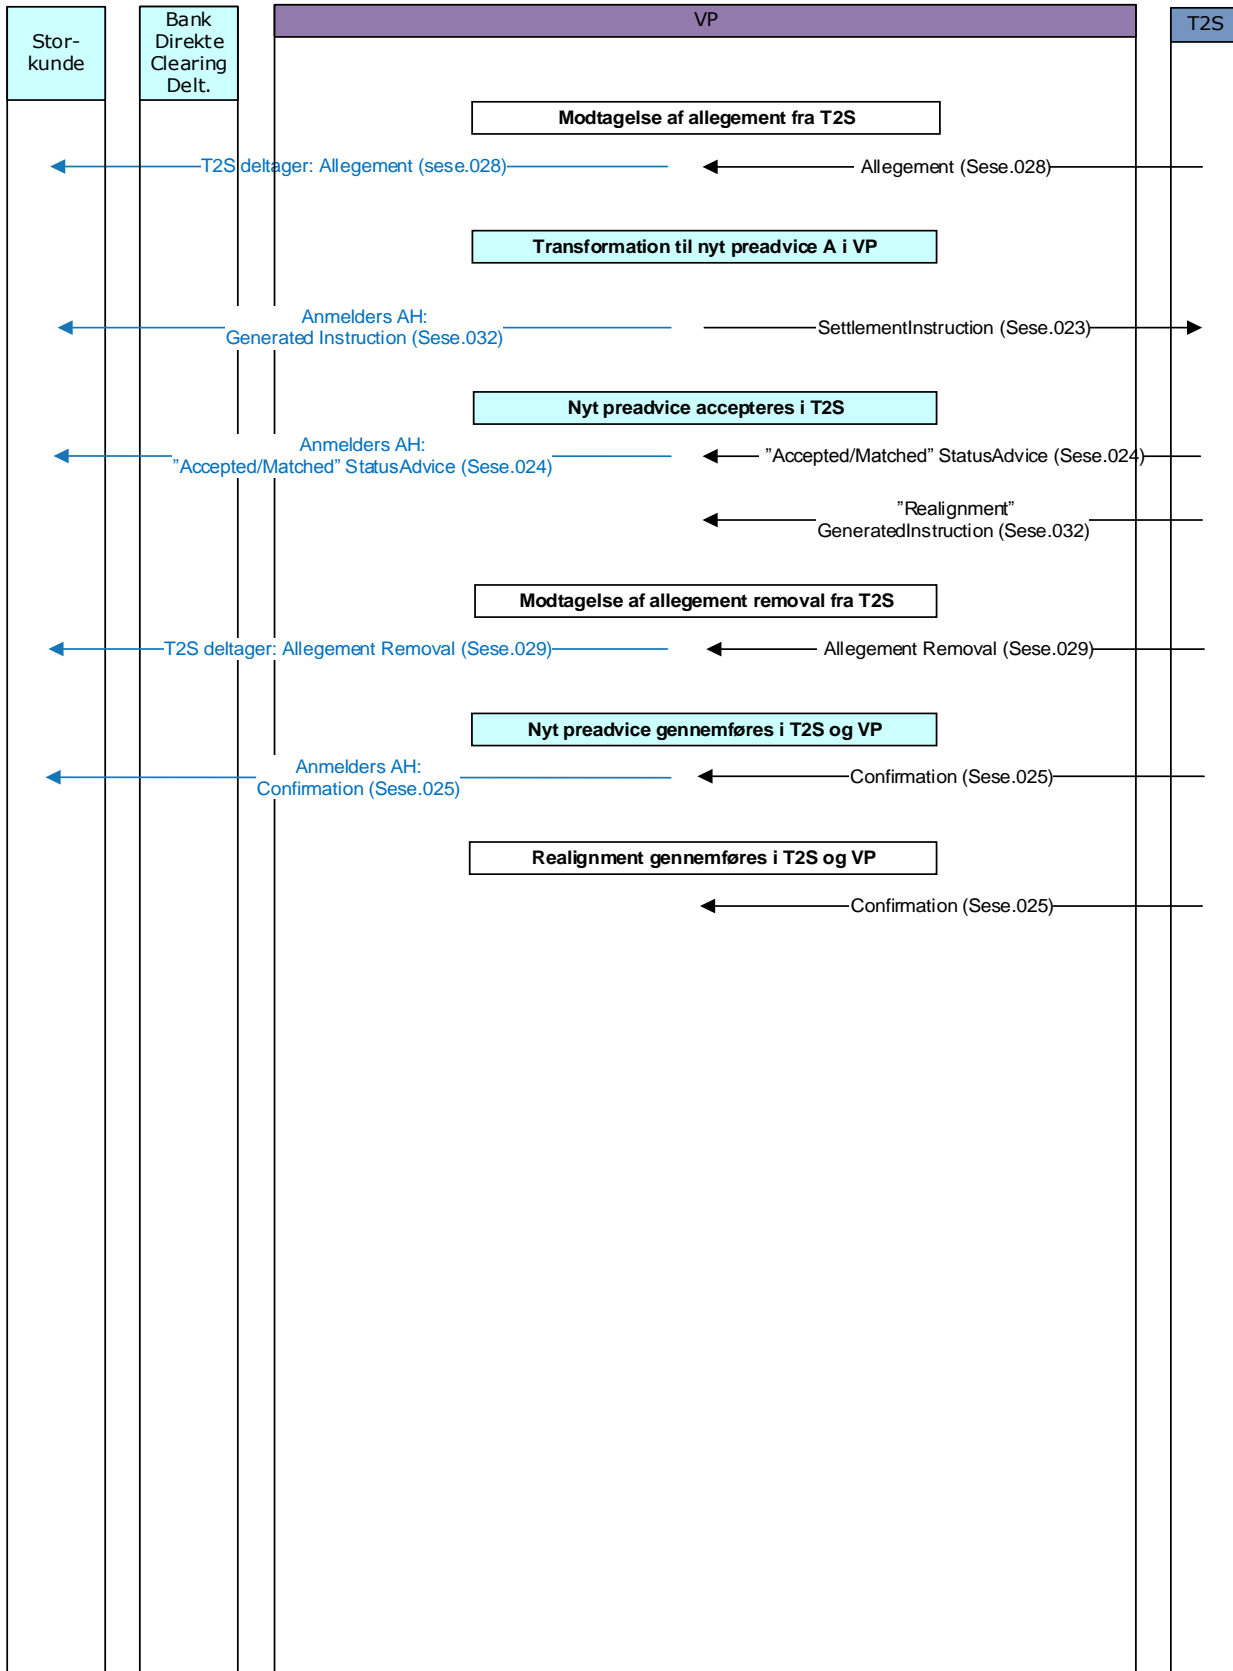 Stor-
kunde
Bank
Direkte
Clearing
Delt.
VP
T2S
Modtagelse af allegement fra T2S
T2S deltager: Allegement (sese.028)
Allegement (Sese.028)
Transformation til nyt preadvice A i VP
Anmelders AH:
Generated Instruction (Sese.032)
SettlementInstruction (Sese.023)
Nyt preadvice accepteres i T2S
Anmelders AH:
”Accepted/Matched” StatusAdvice (Sese.024)
”Accepted/Matched” StatusAdvice (Sese.024)
”Realignment”
GeneratedInstruction (Sese.032)
Modtagelse af allegement removal fra T2S
T2S deltager: Allegement Removal (Sese.029)
Allegement Removal (Sese.029)
Nyt preadvice gennemføres i T2S og VP
Anmelders AH:
Confirmation (Sese.025)
Confirmation (Sese.025)
Realignment gennemføres i T2S og VP
Confirmation (Sese.025)